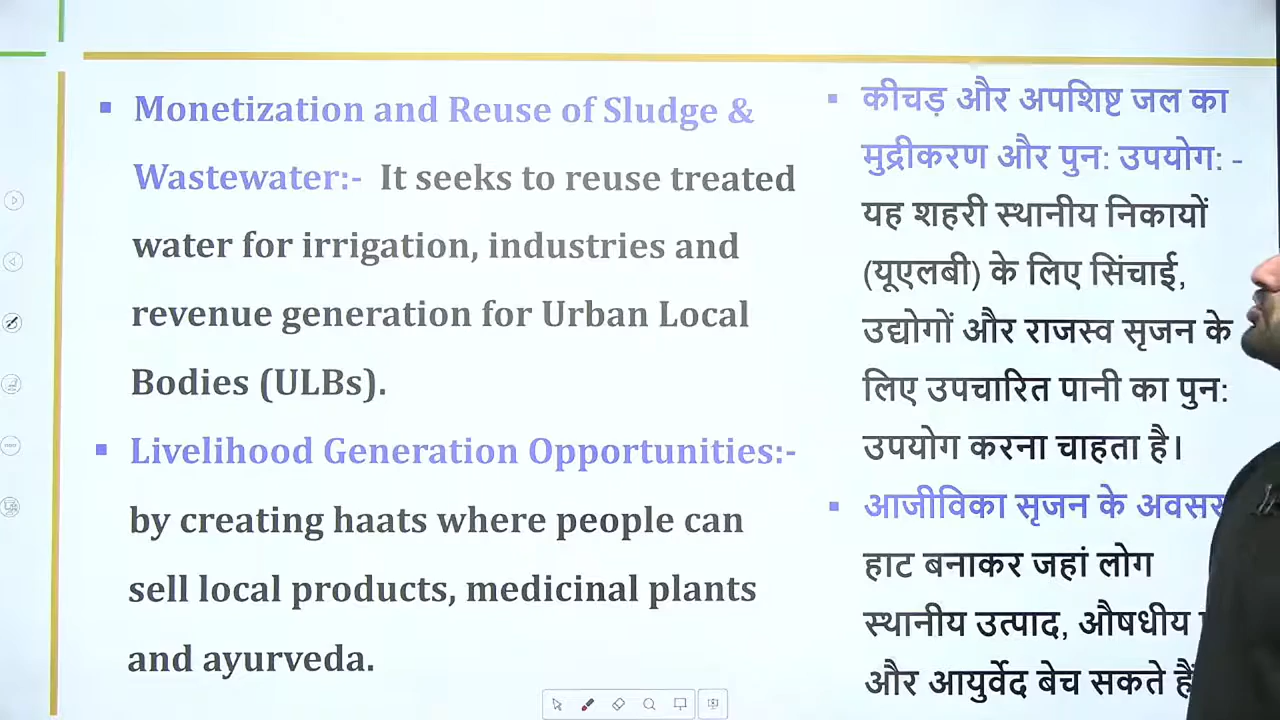 ▪ Monetization and Reuse of Sludge &
Wastewater:- It seeks to reuse treated
water for irrigation, industries and
revenue generation for Urban Local
Bodies (ULBs).
▪ Livelihood Generation Opportunities:-
by creating haats where people can
sell local products, medicinal plants
and ayurveda.
▪ कीचड़ और अपशिष्ट जल का
मुद्रीकरण और पुन: उपयोग: -
यह शहरी स्थानीय निकायों
(यूएलबी) के लिए सिंचाई,
उद्योगों और राजस्व सृजन के
लिए उपचारित पानी का पुन:
उपयोग करना चाहता है।
▪ आजीविका सृजन के अवसर
हाट बनाकर जहां लोग
स्थानीय उत्पाद, औषधीय
और आयुर्वेद बेच सकते हैं